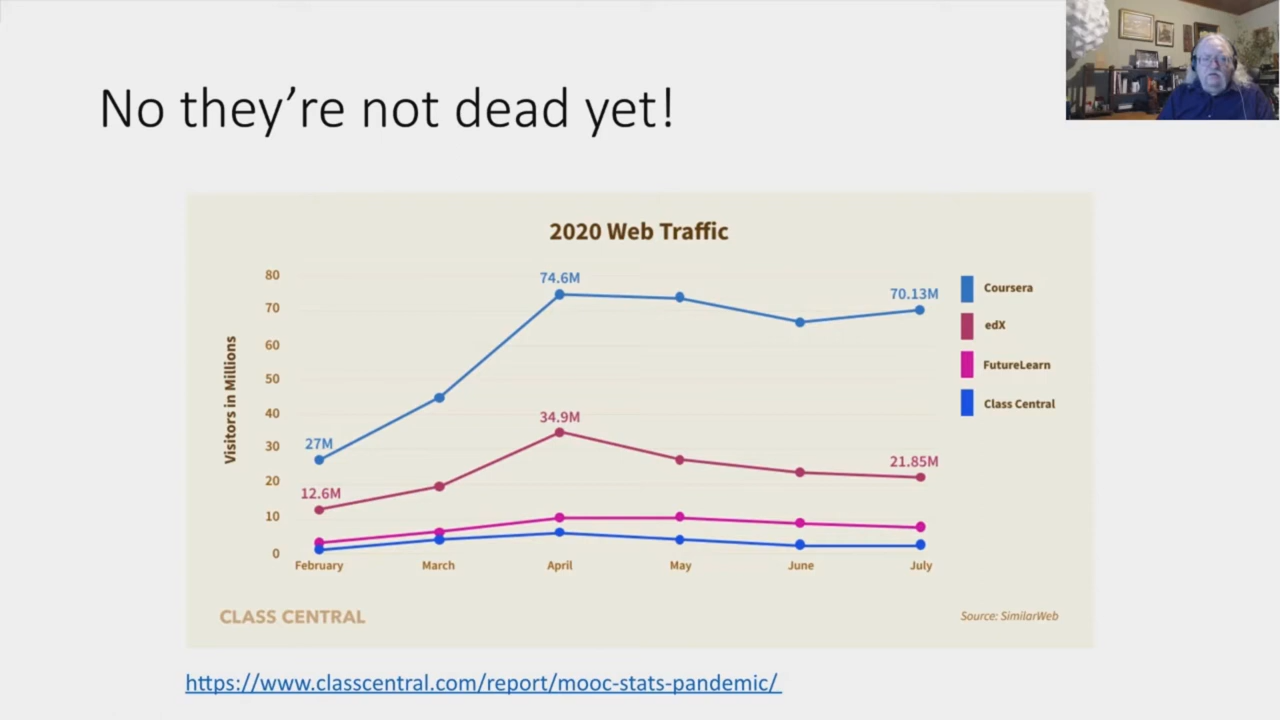 No they're not dead yet!
2020 Web Traffic
Visitors in Millions
80
70
60
50
40
30
20
10
0
74.6M
70.13M
27M
34.9M
21.85M
12.6M
February March April May June July
Coursera
edX
FutureLearn
Class Central
CLASS CENTRAL
Source: SimilarWeb
https://www.classcentral.com/report/mooc-stats-pandemic/